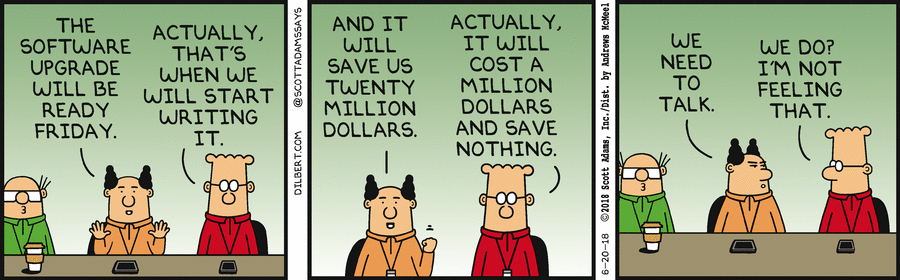 THE
SOFTWARE
UPGRADE
WILL BE
READY
FRIDAY.
ACTUALLY,
THAT'S
WHEN WE
WILL START
WRITING
IT.
DILBERT.COM @SCOTTADAMSSAYS
AND IT
WILL
SAVE US
TWENTY
MILLION
DOLLARS.
ACTUALLY,
IT WILL
COST A
MILLION
DOLLARS
AND SAVE
NOTHING.
6-20-18 ©2018 Scott Adams, Inc./Dist. by Andrews McMeel
WE
NEED
TO
TALK.
WE DO?
I'M NOT
FEELING
THAT.